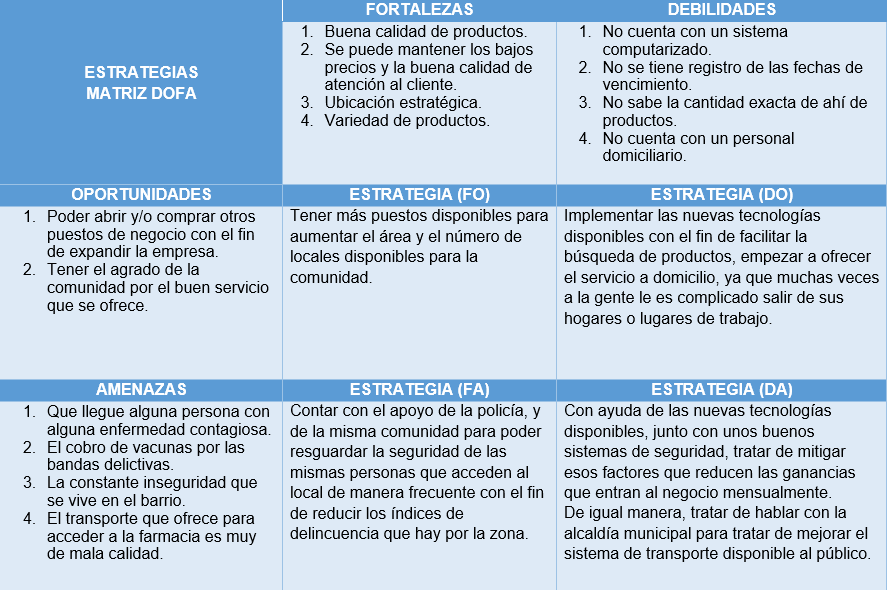 ESTRATEGIAS
MATRIZ DOFA
FORTALEZAS
1. Buena calidad de productos.
2. Se puede mantener los bajos
precios y la buena calidad de
atención al cliente.
3. Ubicación estratégica.
4. Variedad de productos.
DEBILIDADES
1. No cuenta con un sistema
computarizado.
2. No se tiene registro de las fechas de
vencimiento.
3. No sabe la cantidad exacta de ahí de
productos.
4. No cuenta con un personal
domiciliario.
OPORTUNIDADES
1. Poder abrir y/o comprar otros
puestos de negocio con el fin
de expandir la empresa.
2. Tener el agrado de la
comunidad por el buen servicio
que se ofrece.
ESTRATEGIA (FO)
Tener más puestos disponibles para
aumentar el área y el número de
locales disponibles para la
comunidad.
ESTRATEGIA (DO)
Implementar las nuevas tecnologías
disponibles con el fin de facilitar la
búsqueda de productos, empezar a ofrecer
el servicio a domicilio, ya que muchas veces
a la gente le es complicado salir de sus
hogares o lugares de trabajo.
AMENAZAS
1. Que llegue alguna persona con
alguna enfermedad contagiosa.
2. El cobro de vacunas por las
bandas delictivas.
3. La constante inseguridad que
se vive en el barrio.
4. El transporte que ofrece para
acceder a la farmacia es muy
de mala calidad.
ESTRATEGIA (FA)
Contar con el apoyo de la policía, y
de la misma comunidad para poder
resguardar la seguridad de las
mismas personas que acceden al
local de manera frecuente con el fin
de reducir los índices de
delincuencia que hay por la zona.
ESTRATEGIA (DA)
Con ayuda de las nuevas tecnologías
disponibles, junto con unos buenos
sistemas de seguridad, tratar de mitigar
esos factores que reducen las ganancias
que entran al negocio mensualmente.
De igual manera, tratar de hablar con la
alcaldía municipal para tratar de mejorar el
sistema de transporte disponible al público.